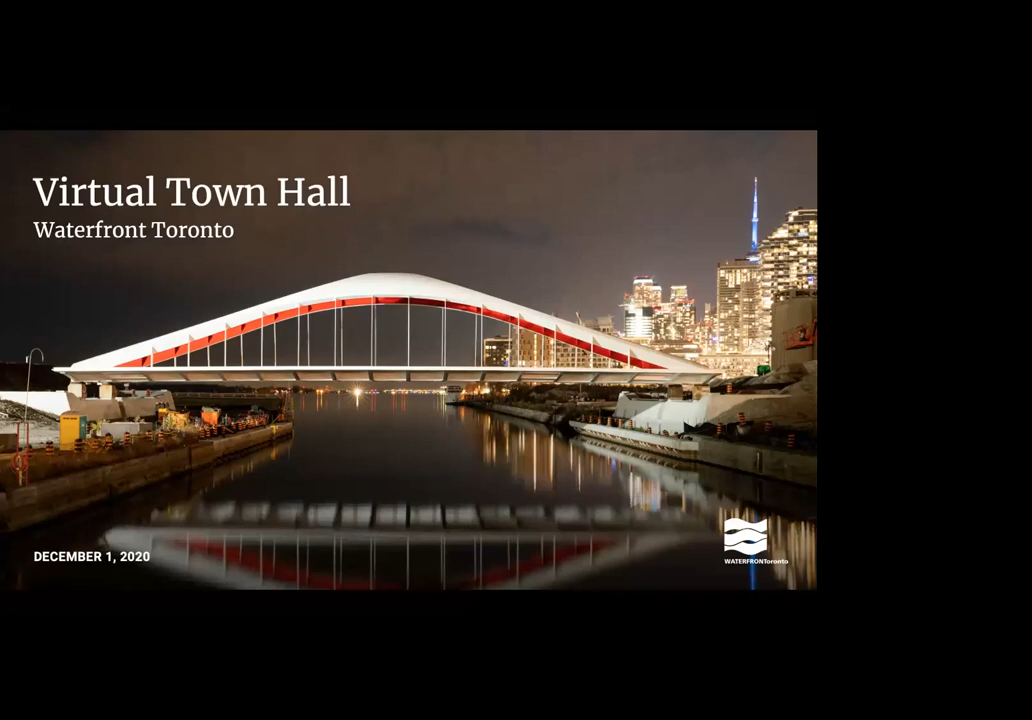 Virtual Town Hall
Waterfront Toronto
DECEMBER 1, 2020
WATERFRONToronto